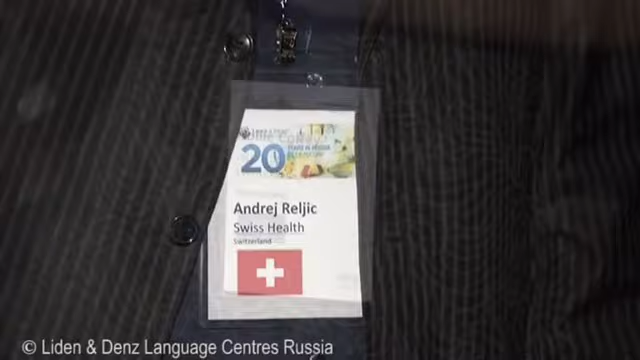 20
Andrej Reljic
Swiss Health
Switzerland
© Liden & Denz Language Centres Russia